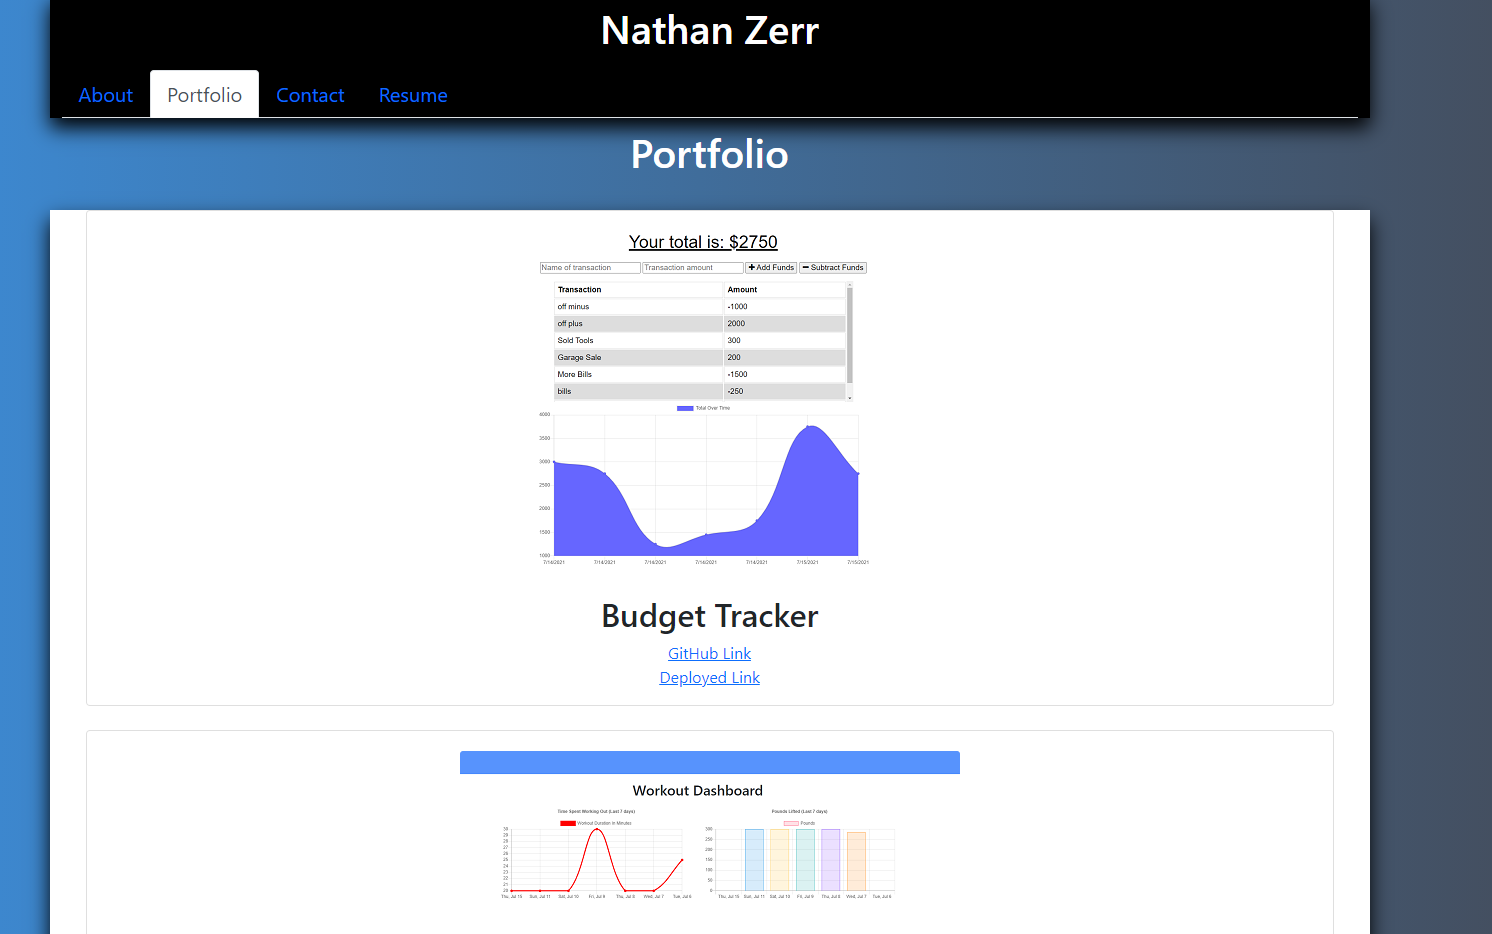 Nathan Zerr
About Portfolio Contact Resume
Portfolio
Your total is: $2750
Name of transaction Transaction amount Add Funds Subtract Funds
Transaction Amount
off minus -1000
off plus 2000
Sold Tools 300
Garage Sale 200
More Bills -1500
bills -250
Total Over Time
4000
3500
3000
2500
2000
1500
1000
7/14/2021 7/14/2021 7/14/2021 7/14/2021 7/14/2021 7/15/2021 7/15/2021
Budget Tracker
GitHub Link
Deployed Link
Workout Dashboard
Time Spent Working Out (Last 7 days)
Workout Duration in Minutes
30
29
28
27
26
25
24
23
22
21
20
Thu, Jul 15 Sun, Jul 11 Sat, Jul 10 Fri, Jul 9 Thu, Jul 8 Wed, Jul 7 Tue, Jul 6
Pounds Lifted (Last 7 days)
Pounds
300
250
200
150
100
50
0
Thu, Jul 15 Sun, Jul 11 Sat, Jul 10 Fri, Jul 9 Thu, Jul 8 Wed, Jul 7 Tue, Jul 6